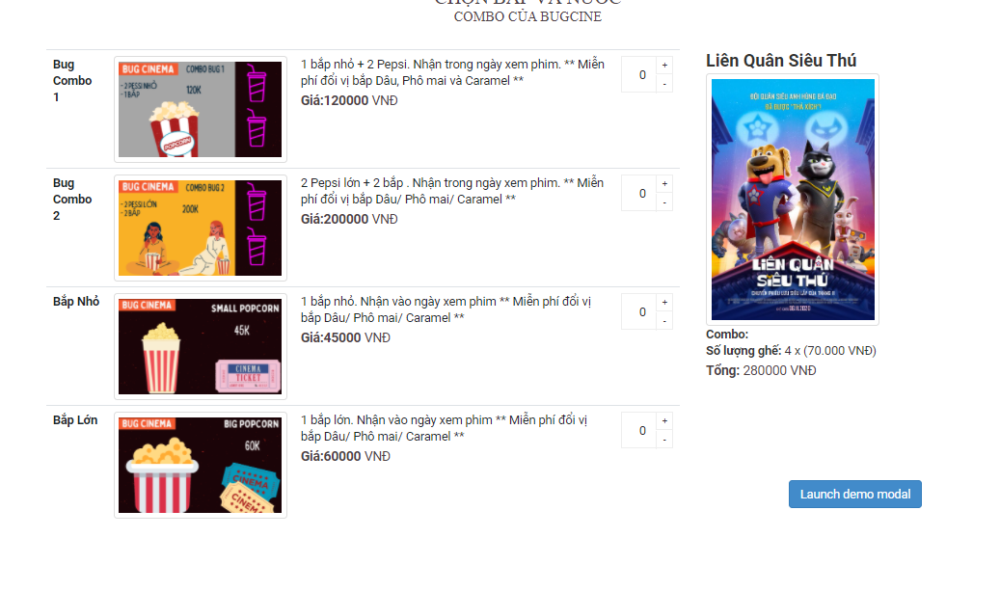 CHỌN BẮP VÀ NƯỚC
COMBO CỦA BUGCINE
Bug Combo 1
BUG CINEMA
COMBO BUG 1
- 2 PESSI NHỎ
- 1 BẮP
120K
POPCORN
1 bắp nhỏ + 2 Pepsi. Nhận trong ngày xem phim. ** Miễn
phí đổi vị bắp Dâu, Phô mai và Caramel **
Giá:120000 VNĐ
0
+
-
Bug Combo 2
BUG CINEMA
COMBO BUG 2
- 2 PESSI LỚN
- 2 BẮP
200K
2 Pepsi lớn + 2 bắp . Nhận trong ngày xem phim. ** Miễn
phí đổi vị bắp Dâu/ Phô mai/ Caramel **
Giá:200000 VNĐ
0
+
-
Bắp Nhỏ
BUG CINEMA
SMALL POPCORN
45K
CINEMA
TICKET
1 bắp nhỏ. Nhận vào ngày xem phim ** Miễn phí đổi vị
bắp Dâu/ Phô mai/ Caramel **
Giá:45000 VNĐ
0
+
-
Bắp Lớn
BUG CINEMA
BIG POPCORN
60K
CINEMA
CINEMA
1 bắp lớn. Nhận vào ngày xem phim ** Miễn phí đổi vị
bắp Dâu/ Phô mai/ Caramel **
Giá:60000 VNĐ
0
+
-
Liên Quân Siêu Thú
ĐỘI QUÂN SIÊU ANH HÙNG BÁ ĐẠO
ĐÃ ĐƯỢC "THẢ XÍCH"!
LIÊN QUÂN
SIÊU THÚ
Combo:
Số lượng ghế: 4 x (70.000 VNĐ)
Tổng: 280000 VNĐ
Launch demo modal